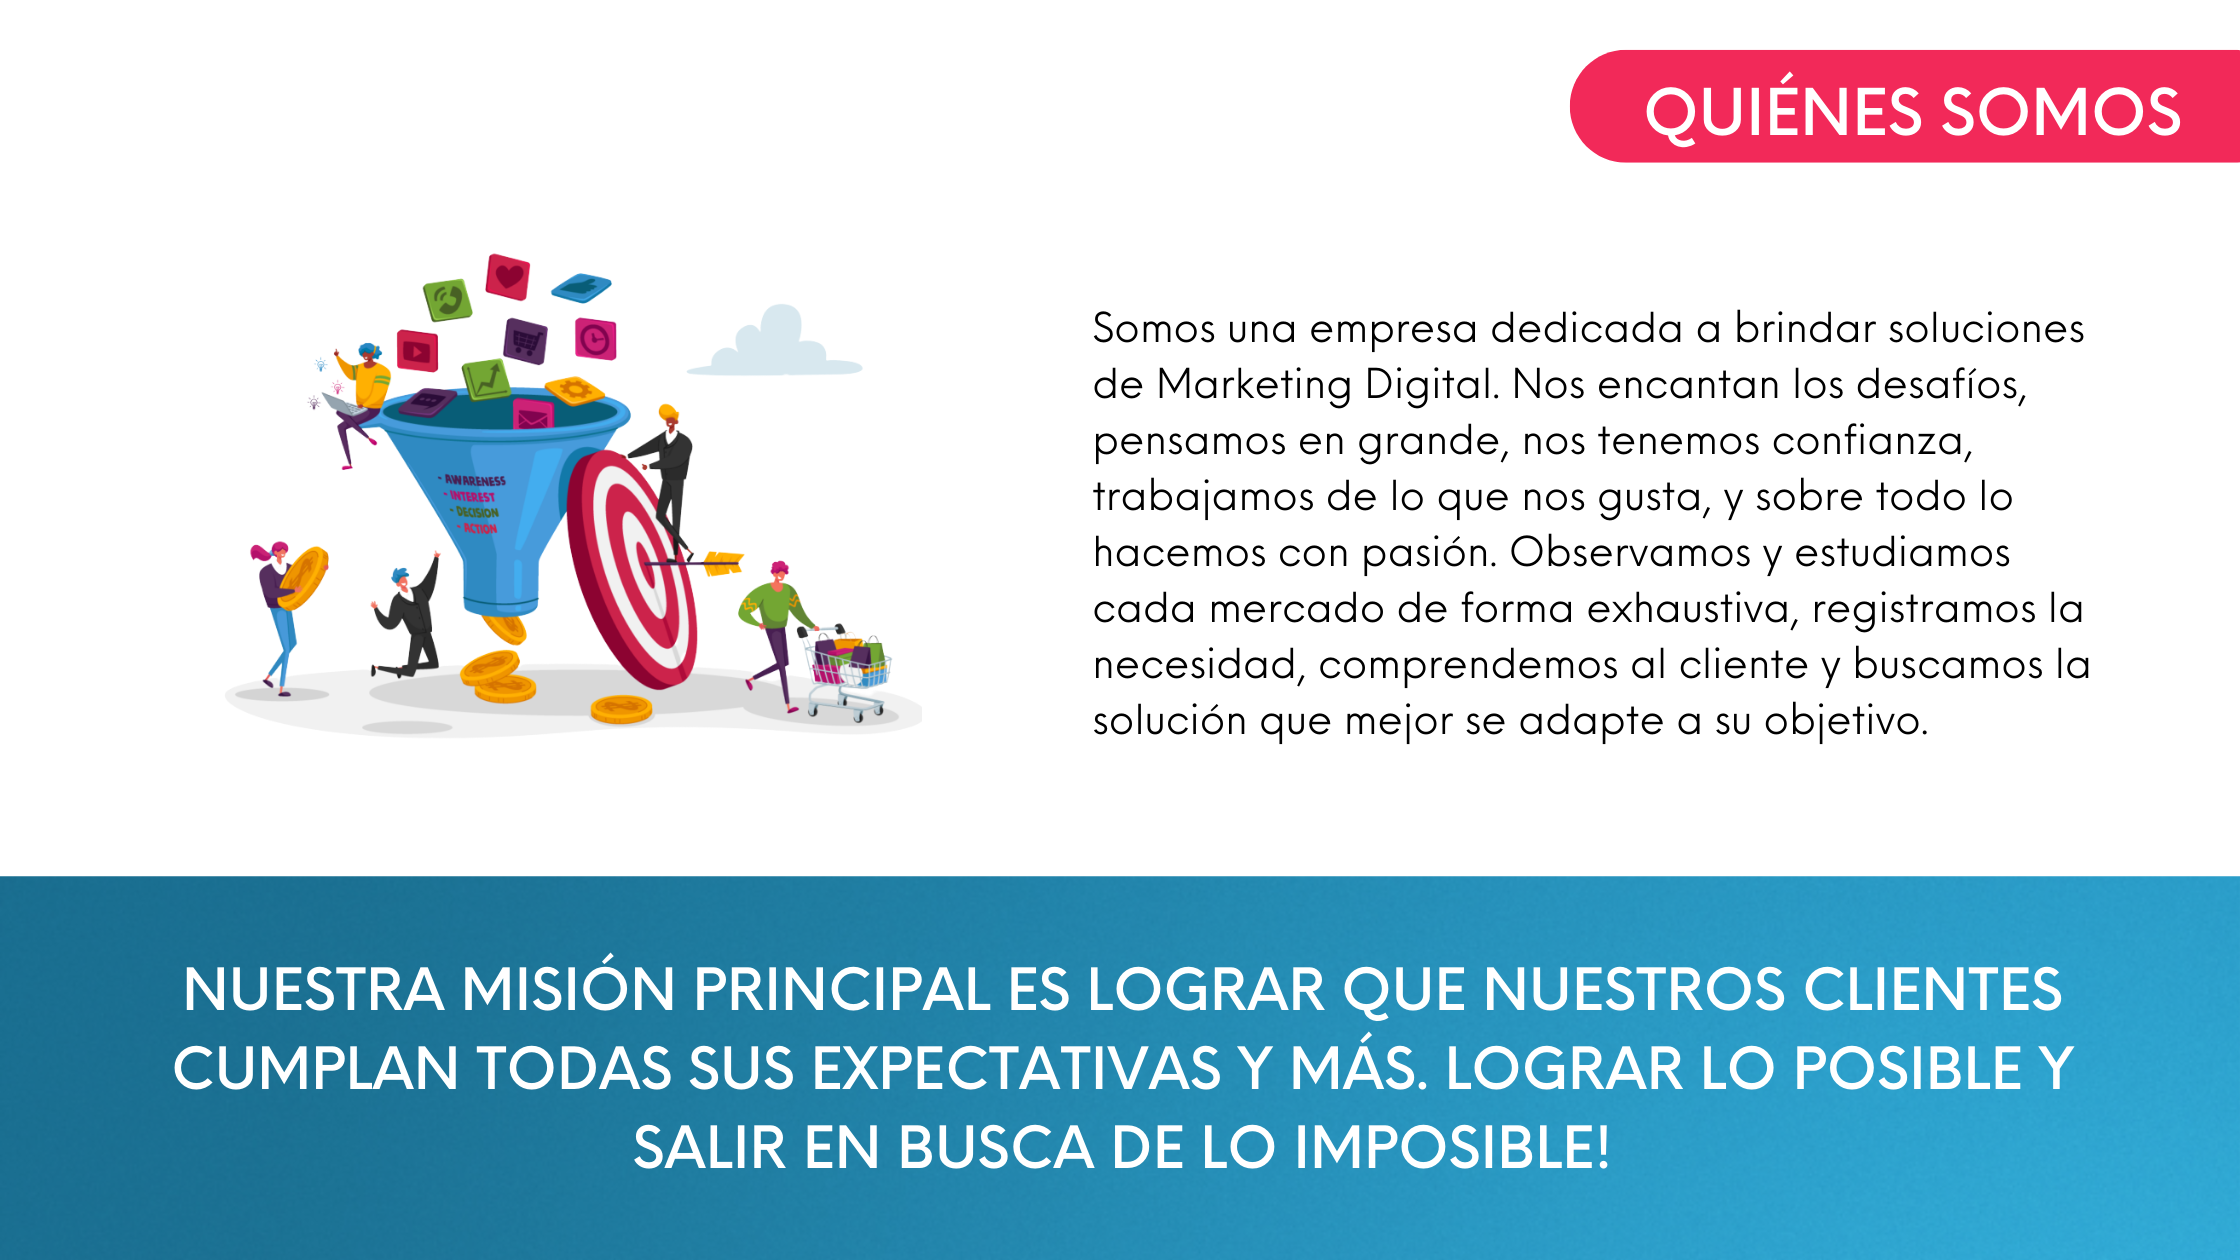 QUIÉNES SOMOS
Somos una empresa dedicada a brindar soluciones
de Marketing Digital. Nos encantan los desafíos,
pensamos en grande, nos tenemos confianza,
trabajamos de lo que nos gusta, y sobre todo lo
hacemos con pasión. Observamos y estudiamos
cada mercado de forma exhaustiva, registramos la
necesidad, comprendemos al cliente y buscamos la
solución que mejor se adapte a su objetivo.
- AWARENESS
- INTEREST
- DECISION
- ACTION
NUESTRA MISIÓN PRINCIPAL ES LOGRAR QUE NUESTROS CLIENTES
CUMPLAN TODAS SUS EXPECTATIVAS Y MÁS. LOGRAR LO POSIBLE Y
SALIR EN BUSCA DE LO IMPOSIBLE!